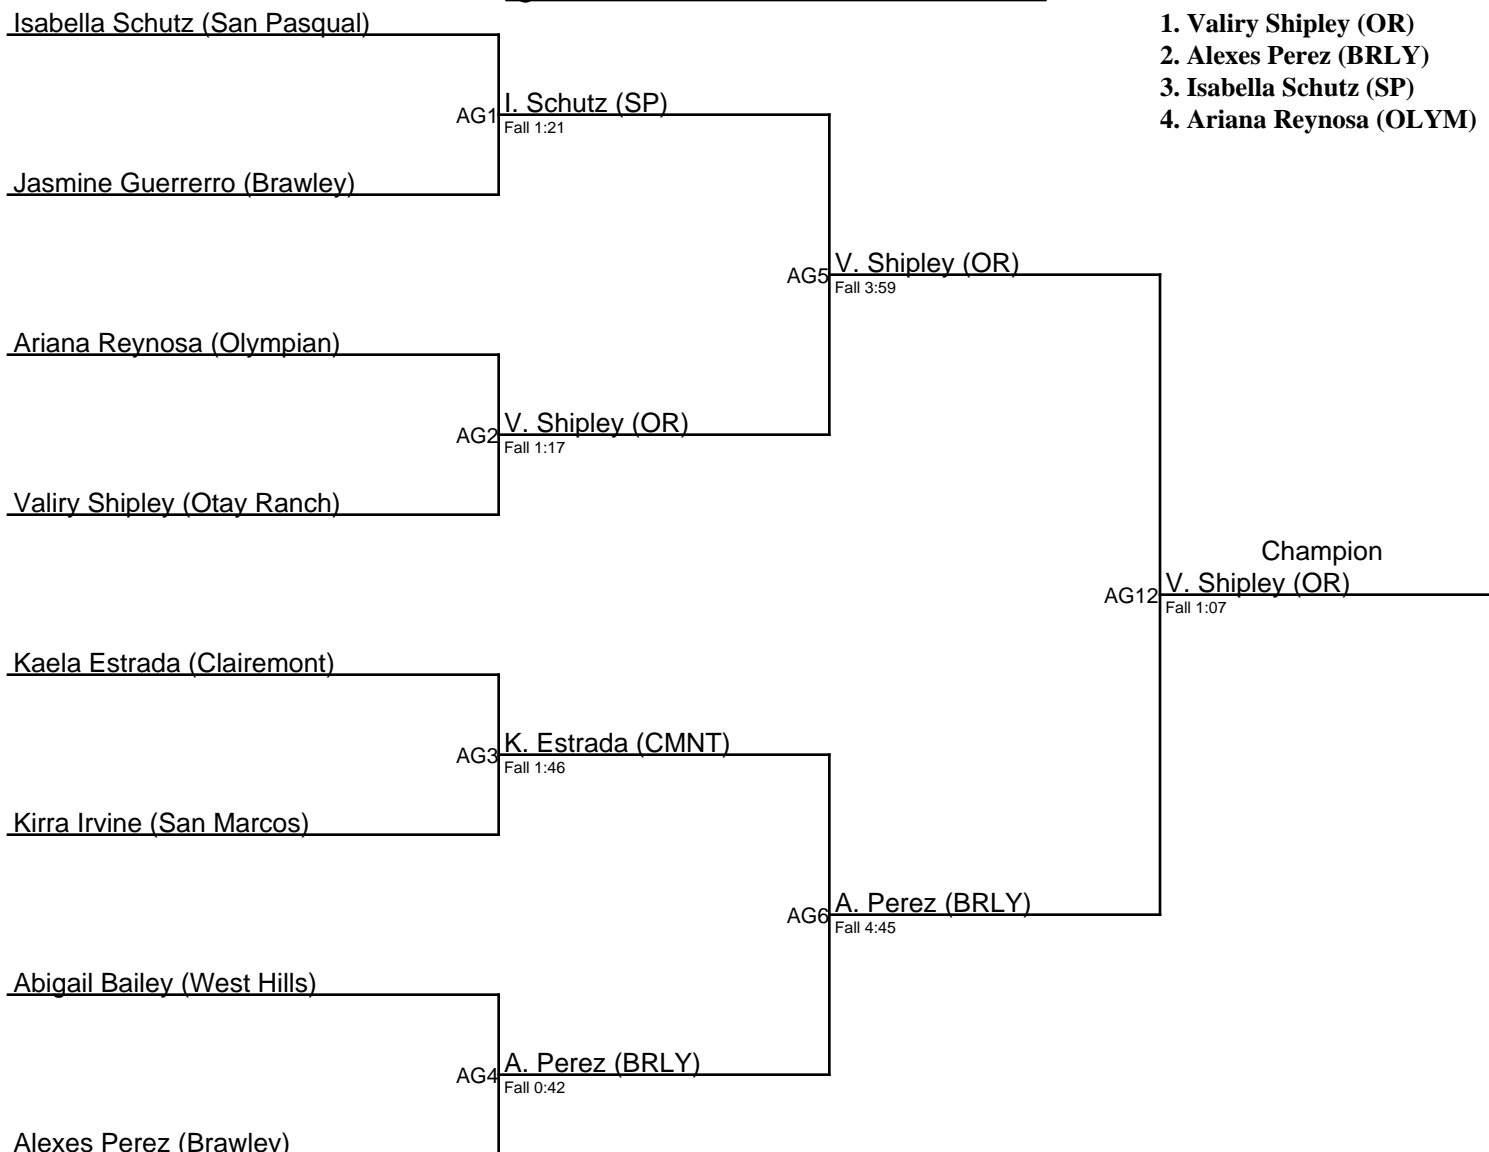 Isabella Schutz (San Pasqual)
1. Valiry Shipley (OR)
2. Alexes Perez (BRLY)
3. Isabella Schutz (SP)
4. Ariana Reynosa (OLYM)
AG1
I. Schutz (SP)
Fall 1:21
Jasmine Guerrerro (Brawley)
AG5
V. Shipley (OR)
Fall 3:59
Ariana Reynosa (Olympian)
AG2
V. Shipley (OR)
Fall 1:17
Valiry Shipley (Otay Ranch)
Champion
AG12
V. Shipley (OR)
Fall 1:07
Kaela Estrada (Clairemont)
AG3
K. Estrada (CMNT)
Fall 1:46
Kirra Irvine (San Marcos)
AG6
A. Perez (BRLY)
Fall 4:45
Abigail Bailey (West Hills)
AG4
A. Perez (BRLY)
Fall 0:42
Alexes Perez (Brawley)